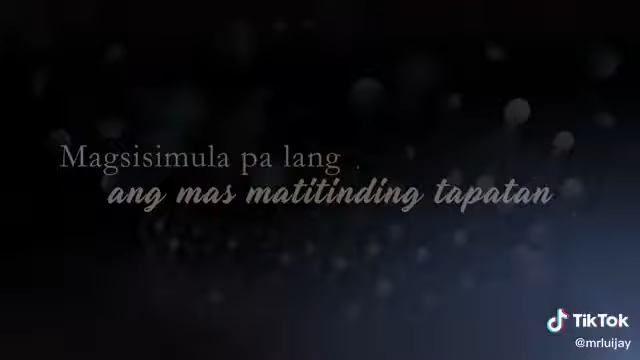 Magsisimula pa lang
ang mas matitinding tapatan
TikTok
@mrluijay